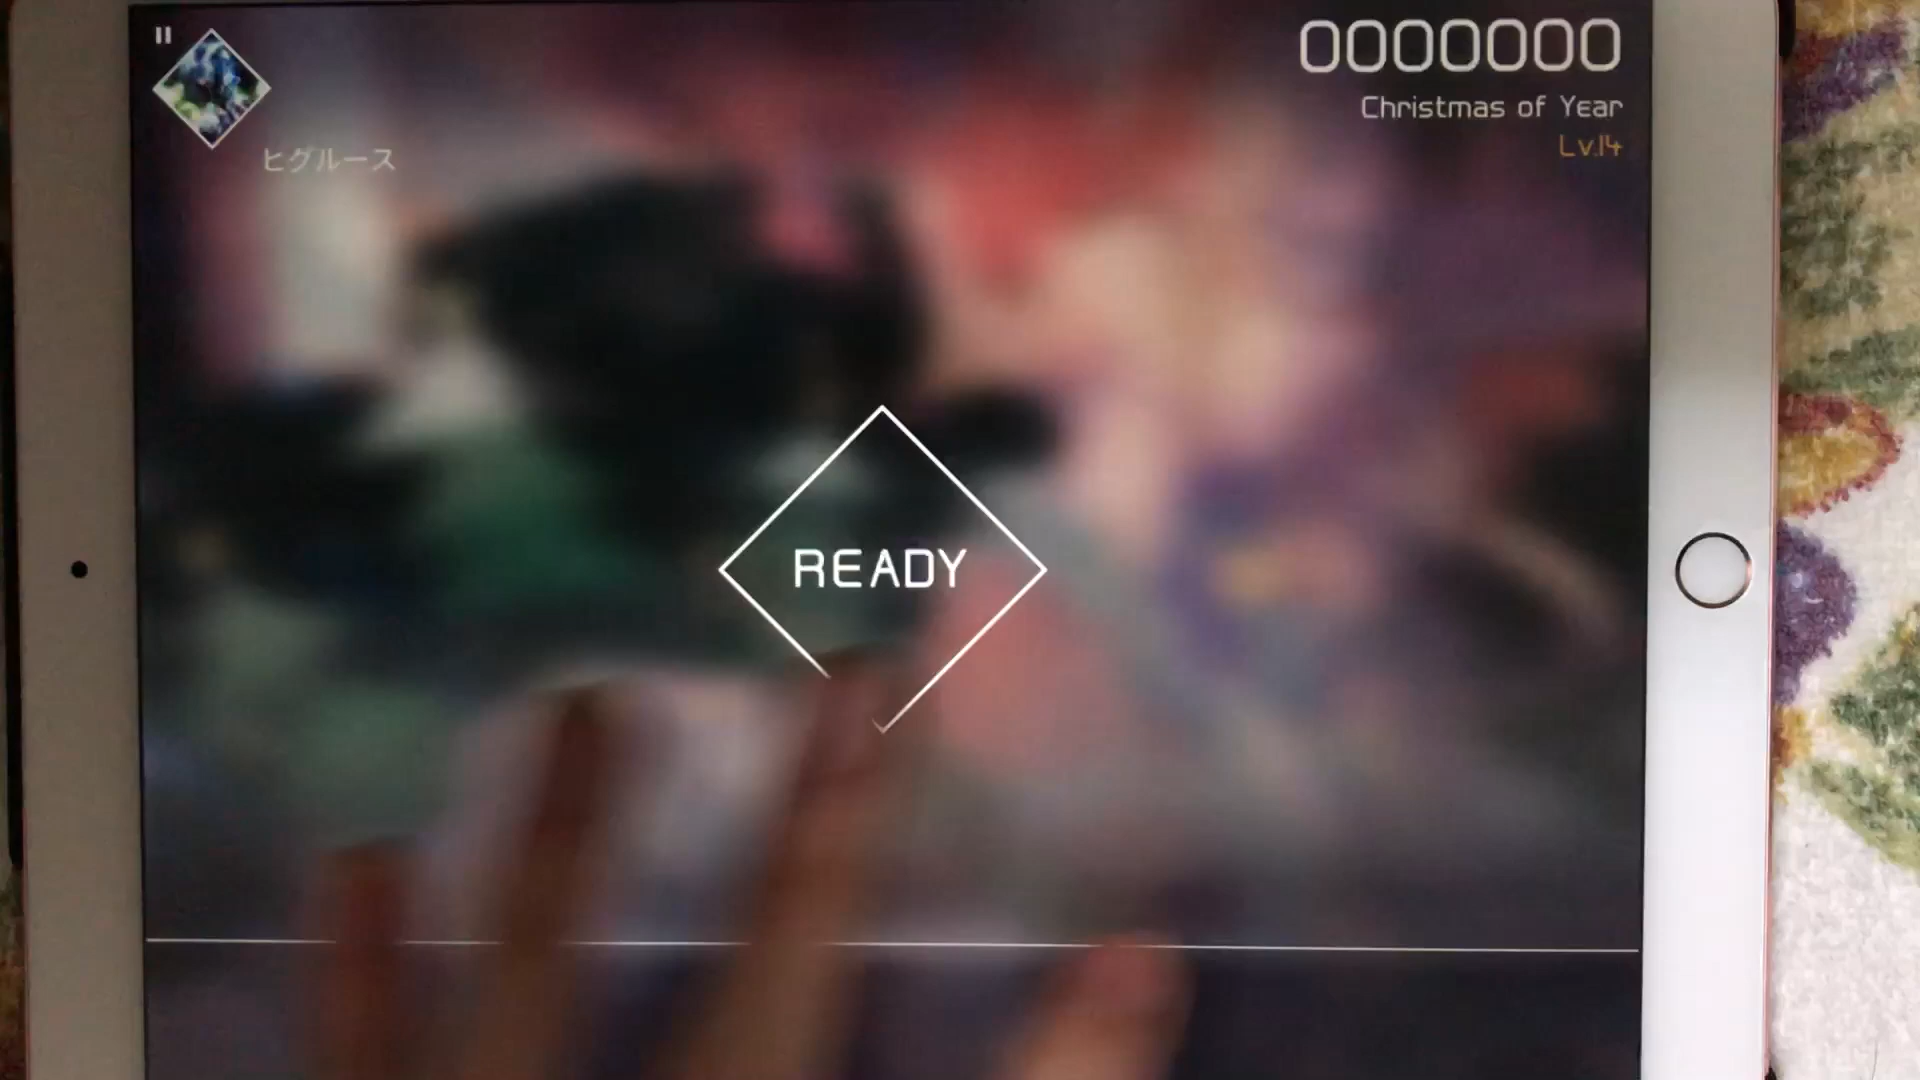 0000000
Christmas of Year
Lv.14
ヒグルース
READY